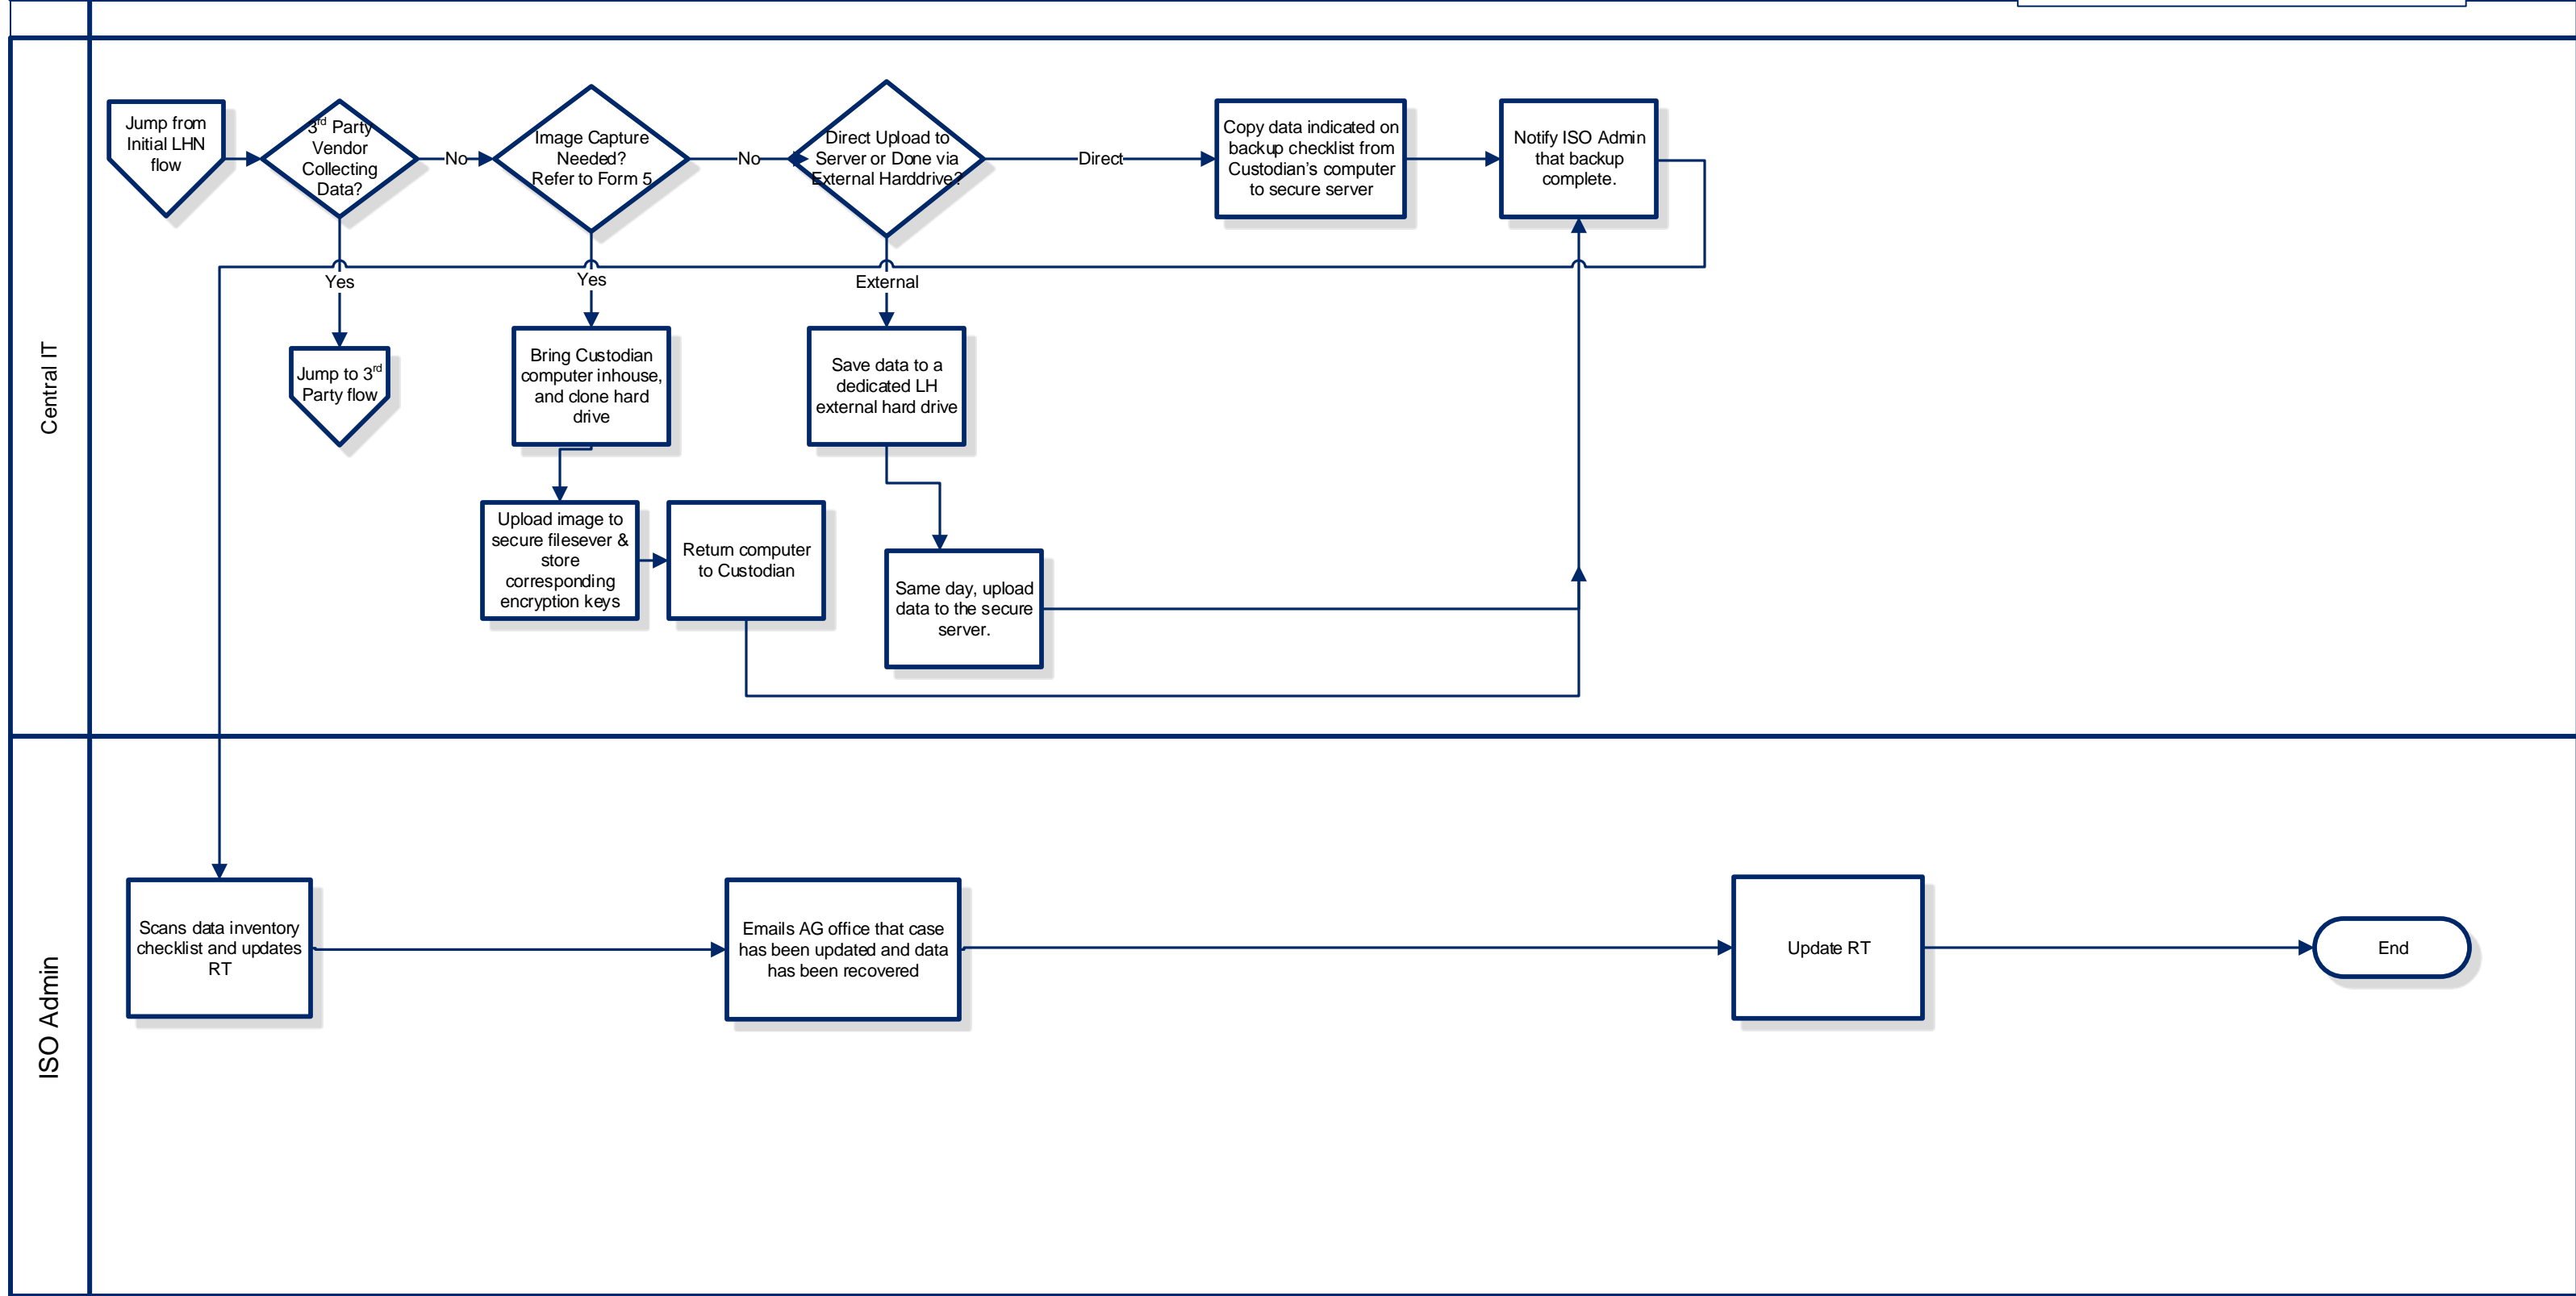 Central IT
Jump from
Initial LHN
flow
3rd Party
Vendor
Collecting
Data?
No
Image Capture
Needed?
Refer to Form 5
No
Direct Upload to
Server or Done via
External Harddrive?
Direct
Copy data indicated on
backup checklist from
Custodian's computer
to secure server
Notify ISO Admin
that backup
complete.
Yes
Yes
External
Jump to 3rd
Party flow
Bring Custodian
computer inhouse,
and clone hard
drive
Save data to a
dedicated LH
external hard drive
Upload image to
secure filesever &
store
corresponding
encryption keys
Return computer
to Custodian
Same day, upload
data to the secure
server.
ISO Admin
Scans data inventory
checklist and updates
RT
Emails AG office that case
has been updated and data
has been recovered
Update RT
End